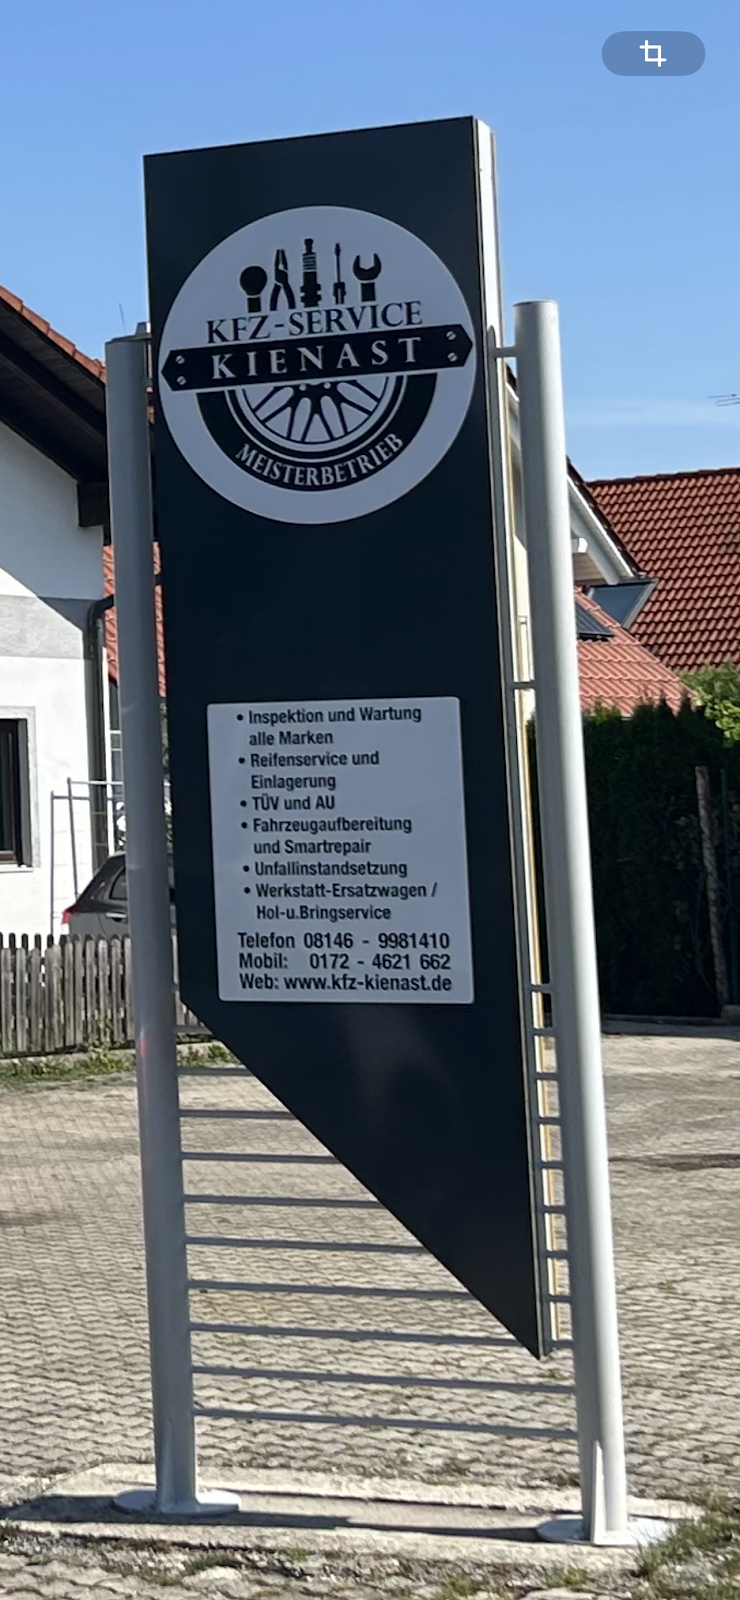 KFZ-SERVICE
KIENAST
MEISTERBETRIEB
• Inspektion und Wartung
alle Marken
• Reifenservice und
Einlagerung
• TÜV und AU
• Fahrzeugaufbereitung
und Smartrepair
• Unfallinstandsetzung
• Werkstatt-Ersatzwagen /
Hol-u.Bringservice
Telefon 08146 - 9981410
Mobil: 0172 - 4621 662
Web: www.kfz-kienast.de